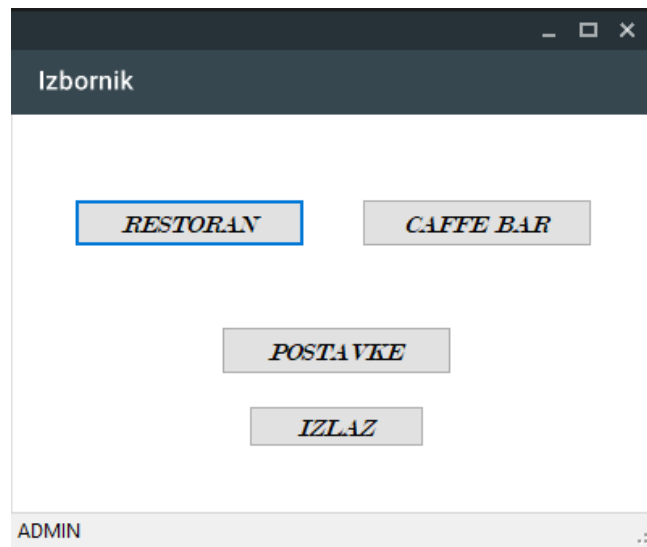 Izbornik
RESTORAN CAFFE BAR
POSTAVKE
IZLAZ
ADMIN